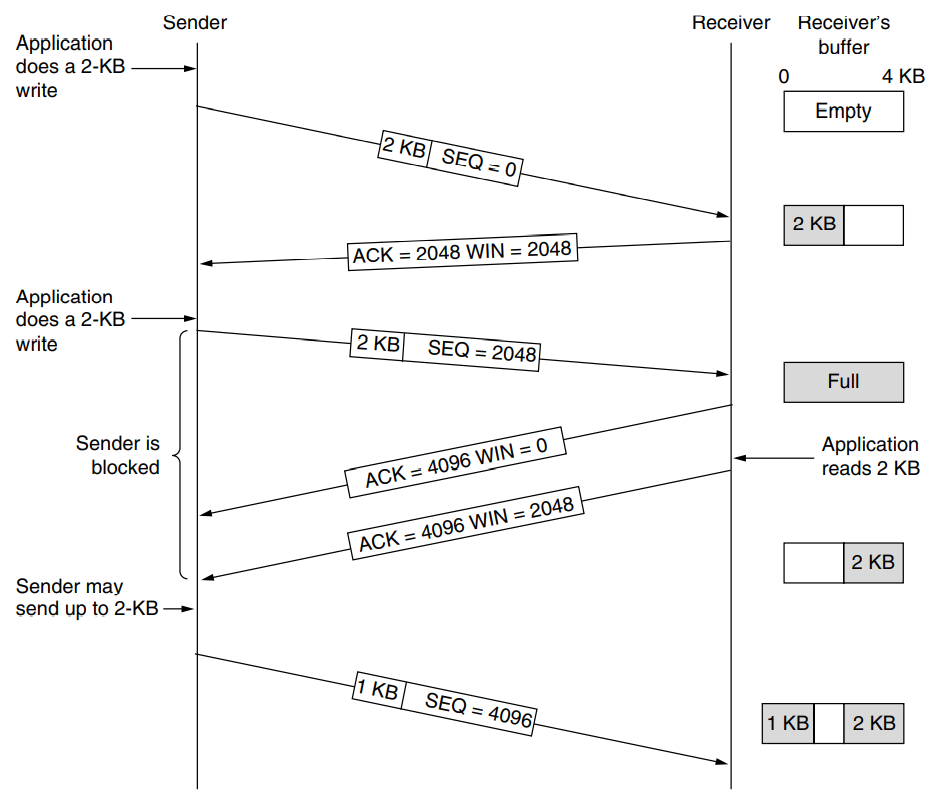 Sender
Receiver
Receiver's
buffer
Application
does a 2-KB
write
0
4 KB
Empty
2 KB
SEQ = 0
2 KB
ACK = 2048 WIN = 2048
Application
does a 2-KB
write
2 KB
SEQ = 2048
Full
Sender is
blocked
ACK = 4096 WIN = 0
Application
reads 2 KB
ACK = 4096 WIN = 2048
2 KB
Sender may
send up to 2-KB
1 KB
SEQ = 4096
1 KB
2 KB